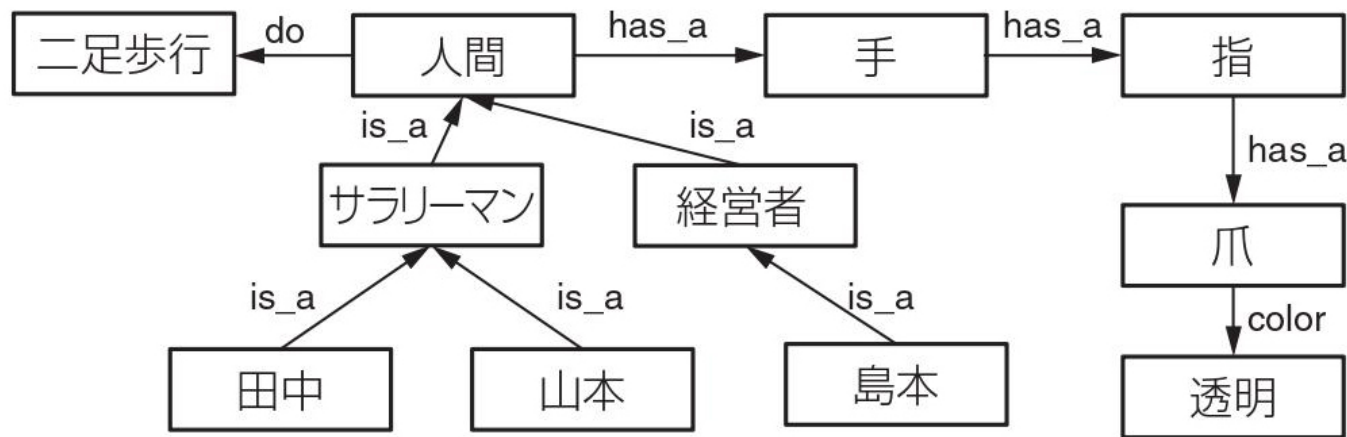 二足歩行
do
人間
has_a
手
has_a
指
is_a
is_a
has_a
サラリーマン
経営者
爪
is_a
is_a
is_a
color
田中
山本
島本
透明